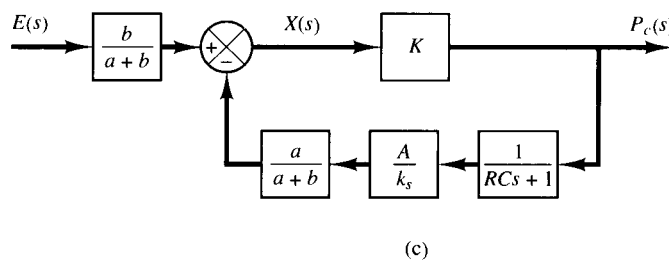 E(s)
b
a + b
+
−
X(s)
K
P_c(s)
a
a + b
A
k_s
1
RCs + 1
(c)